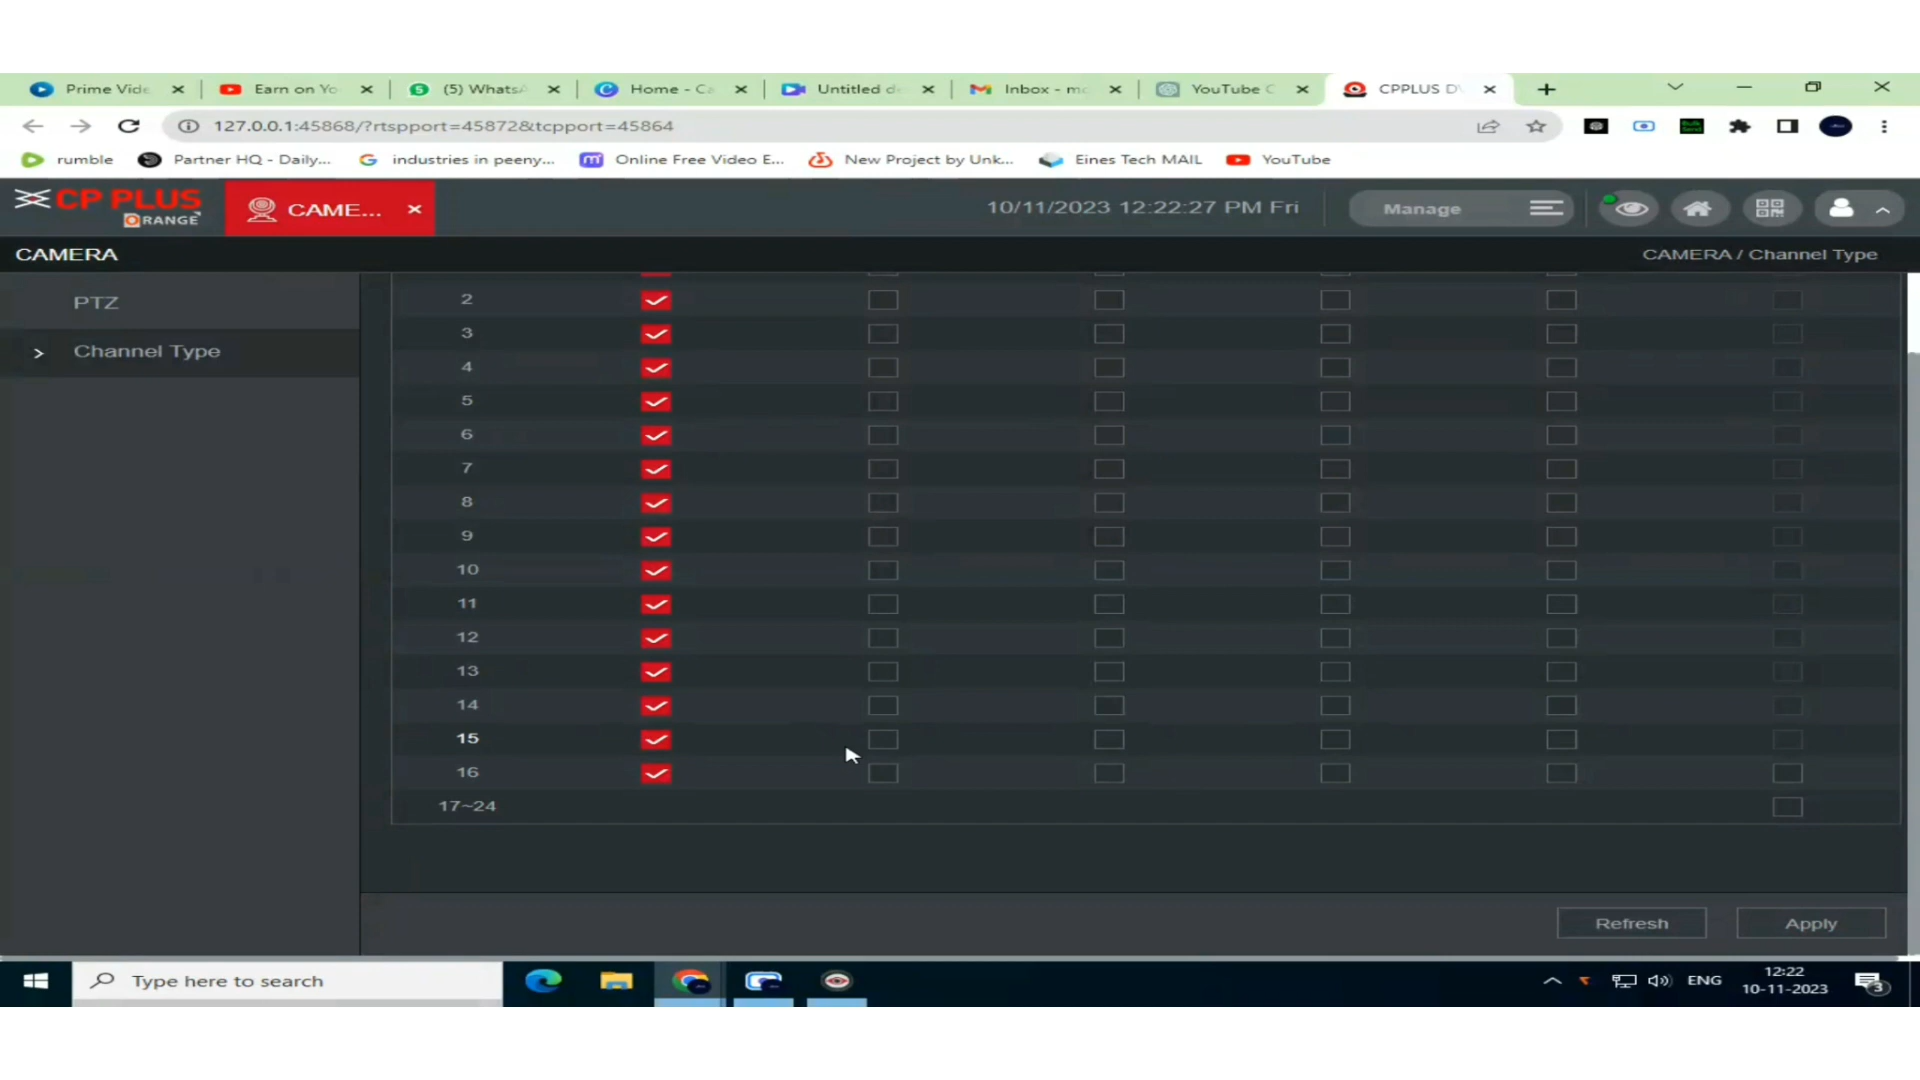 Prime Vide
Earn on Yo
(5) WhatsA
Home - Ca
Untitled d
Inbox - mo
YouTube C
CPPLUS DV
127.0.0.1:45868/?rtspport=45872&tcpport=45864
rumble
Partner HQ - Daily...
industries in peeny...
Online Free Video E...
New Project by Unk...
Eines Tech MAIL
YouTube
CP PLUS
ORANGE
CAME...
10/11/2023 12:22:27 PM Fri
Manage
CAMERA
CAMERA / Channel Type
PTZ
Channel Type
2
3
4
5
6
7
8
9
10
11
12
13
14
15
16
17~24
Refresh
Apply
Type here to search
ENG
12:22
10-11-2023
3